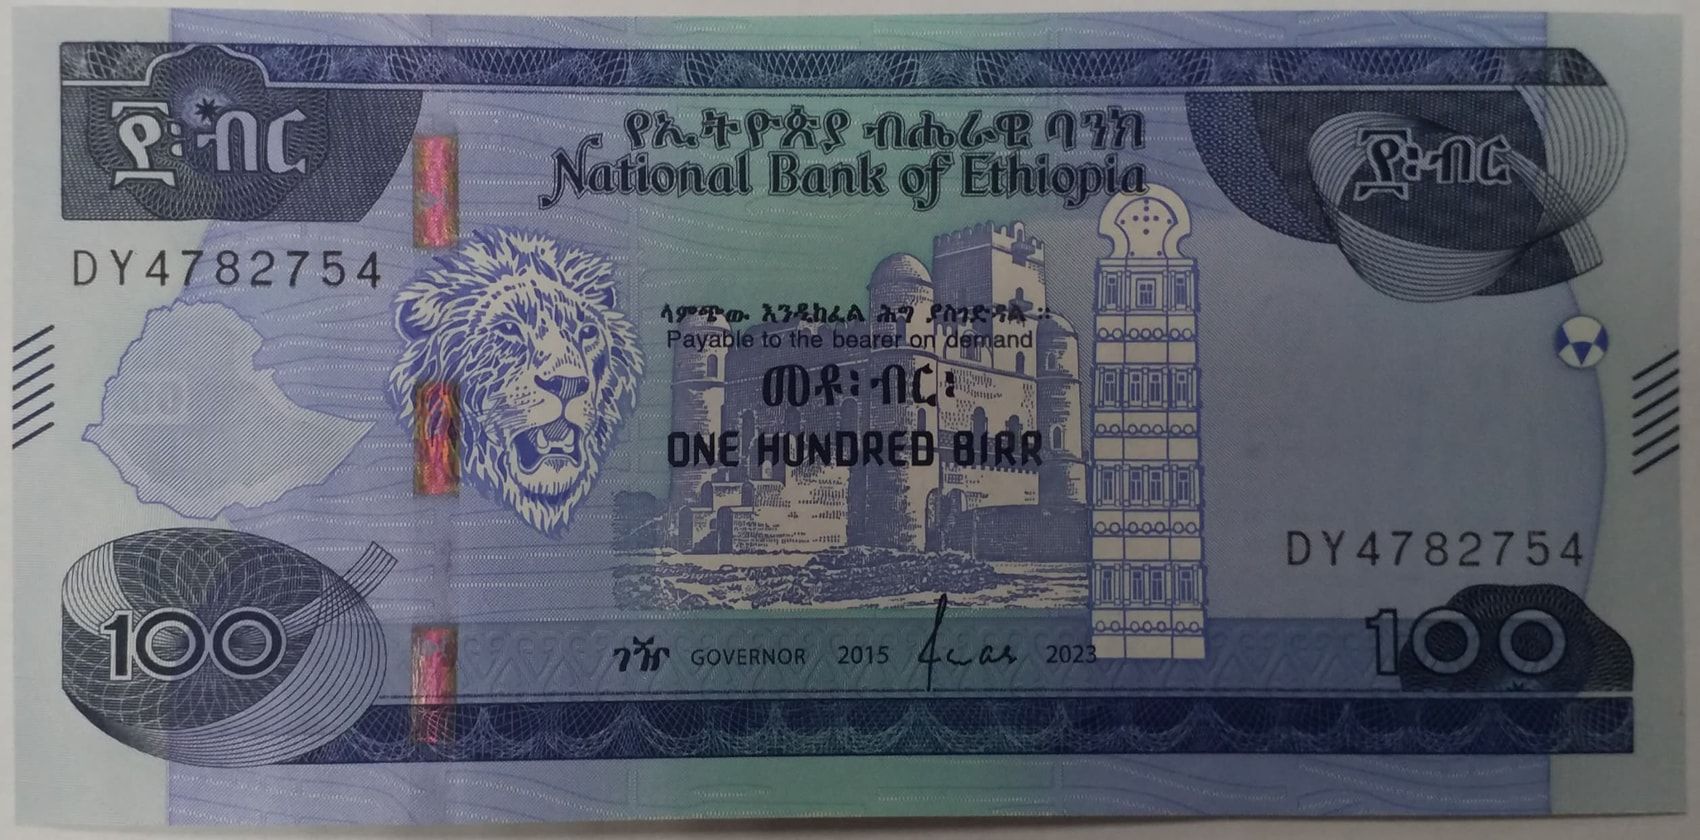 ፻፡ብር
የኢትዮጵያ ብሔራዊ ባንክ
National Bank of Ethiopia
፻፡ብር
DY4782754
ላምጭው እንዲከፈል ሕግ ያስገድዳል ።
Payable to the bearer on demand
መቶ፡ብር፡
ONE HUNDRED BIRR
DY4782754
100
ገዥ GOVERNOR 2015 2023
100